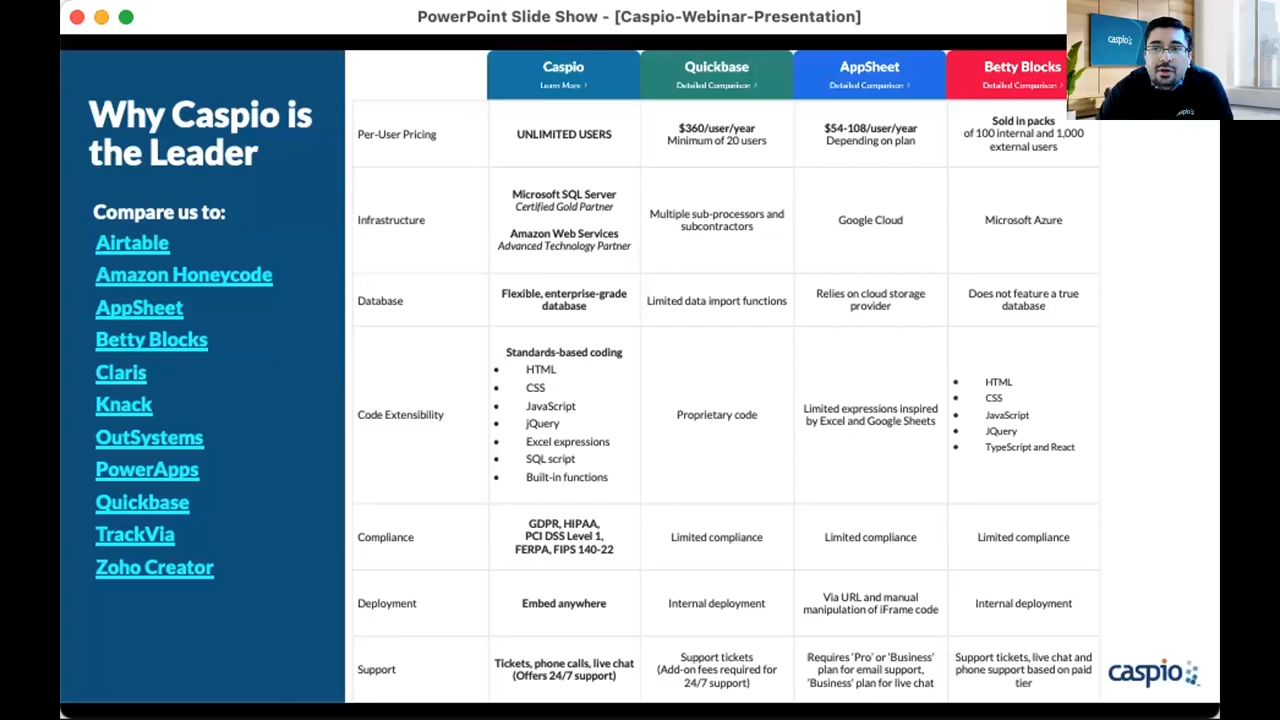 PowerPoint Slide Show - [Caspio-Webinar-Presentation]
caspio
Why Caspio is
the Leader
Compare us to:
Airtable
Amazon Honeycode
AppSheet
Betty Blocks
Claris
Knack
OutSystems
PowerApps
Quickbase
TrackVia
Zoho Creator
Caspio
Learn More ›
Quickbase
Detailed Comparison ›
AppSheet
Detailed Comparison ›
Betty Blocks
Detailed Comparison ›
Per-User Pricing
UNLIMITED USERS
$360/user/year
Minimum of 20 users
$54-108/user/year
Depending on plan
Sold in packs
of 100 internal and 1,000
external users
Infrastructure
Microsoft SQL Server
Certified Gold Partner
Amazon Web Services
Advanced Technology Partner
Multiple sub-processors and
subcontractors
Google Cloud
Microsoft Azure
Database
Flexible, enterprise-grade
database
Limited data import functions
Relies on cloud storage
provider
Does not feature a true
database
Code Extensibility
Standards-based coding
• HTML
• CSS
• JavaScript
• jQuery
• Excel expressions
• SQL script
• Built-in functions
Proprietary code
Limited expressions inspired
by Excel and Google Sheets
• HTML
• CSS
• JavaScript
• JQuery
• TypeScript and React
Compliance
GDPR, HIPAA,
PCI DSS Level 1,
FERPA, FIPS 140-22
Limited compliance
Limited compliance
Limited compliance
Deployment
Embed anywhere
Internal deployment
Via URL and manual
manipulation of iFrame code
Internal deployment
Support
Tickets, phone calls, live chat
(Offers 24/7 support)
Support tickets
(Add-on fees required for
24/7 support)
Requires 'Pro' or 'Business'
plan for email support,
'Business' plan for live chat
Support tickets, live chat and
phone support based on paid
tier
caspio